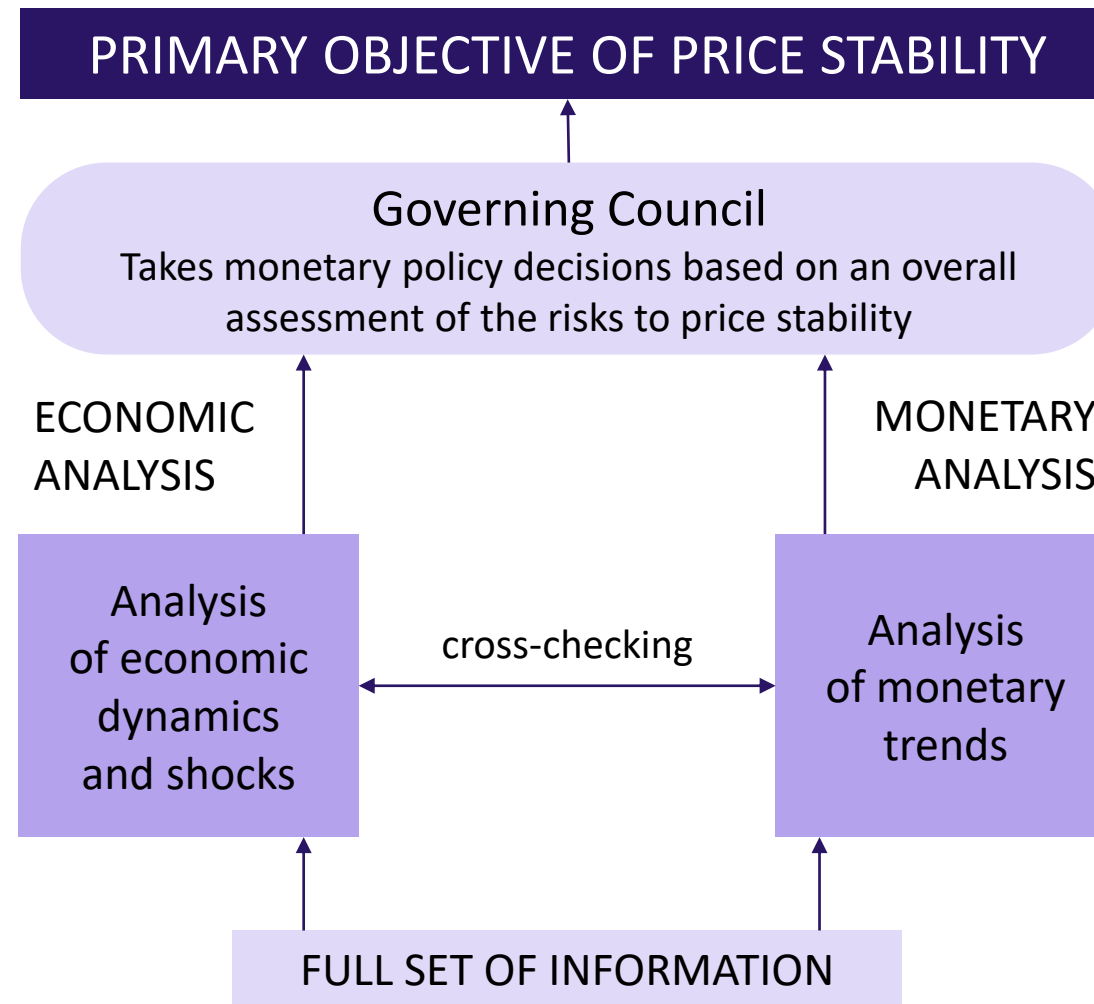 PRIMARY OBJECTIVE OF PRICE STABILITY
Governing Council
Takes monetary policy decisions based on an overall
assessment of the risks to price stability
ECONOMIC
ANALYSIS
MONETARY
ANALYSIS
Analysis
of economic
dynamics
and shocks
cross-checking
Analysis
of monetary
trends
FULL SET OF INFORMATION